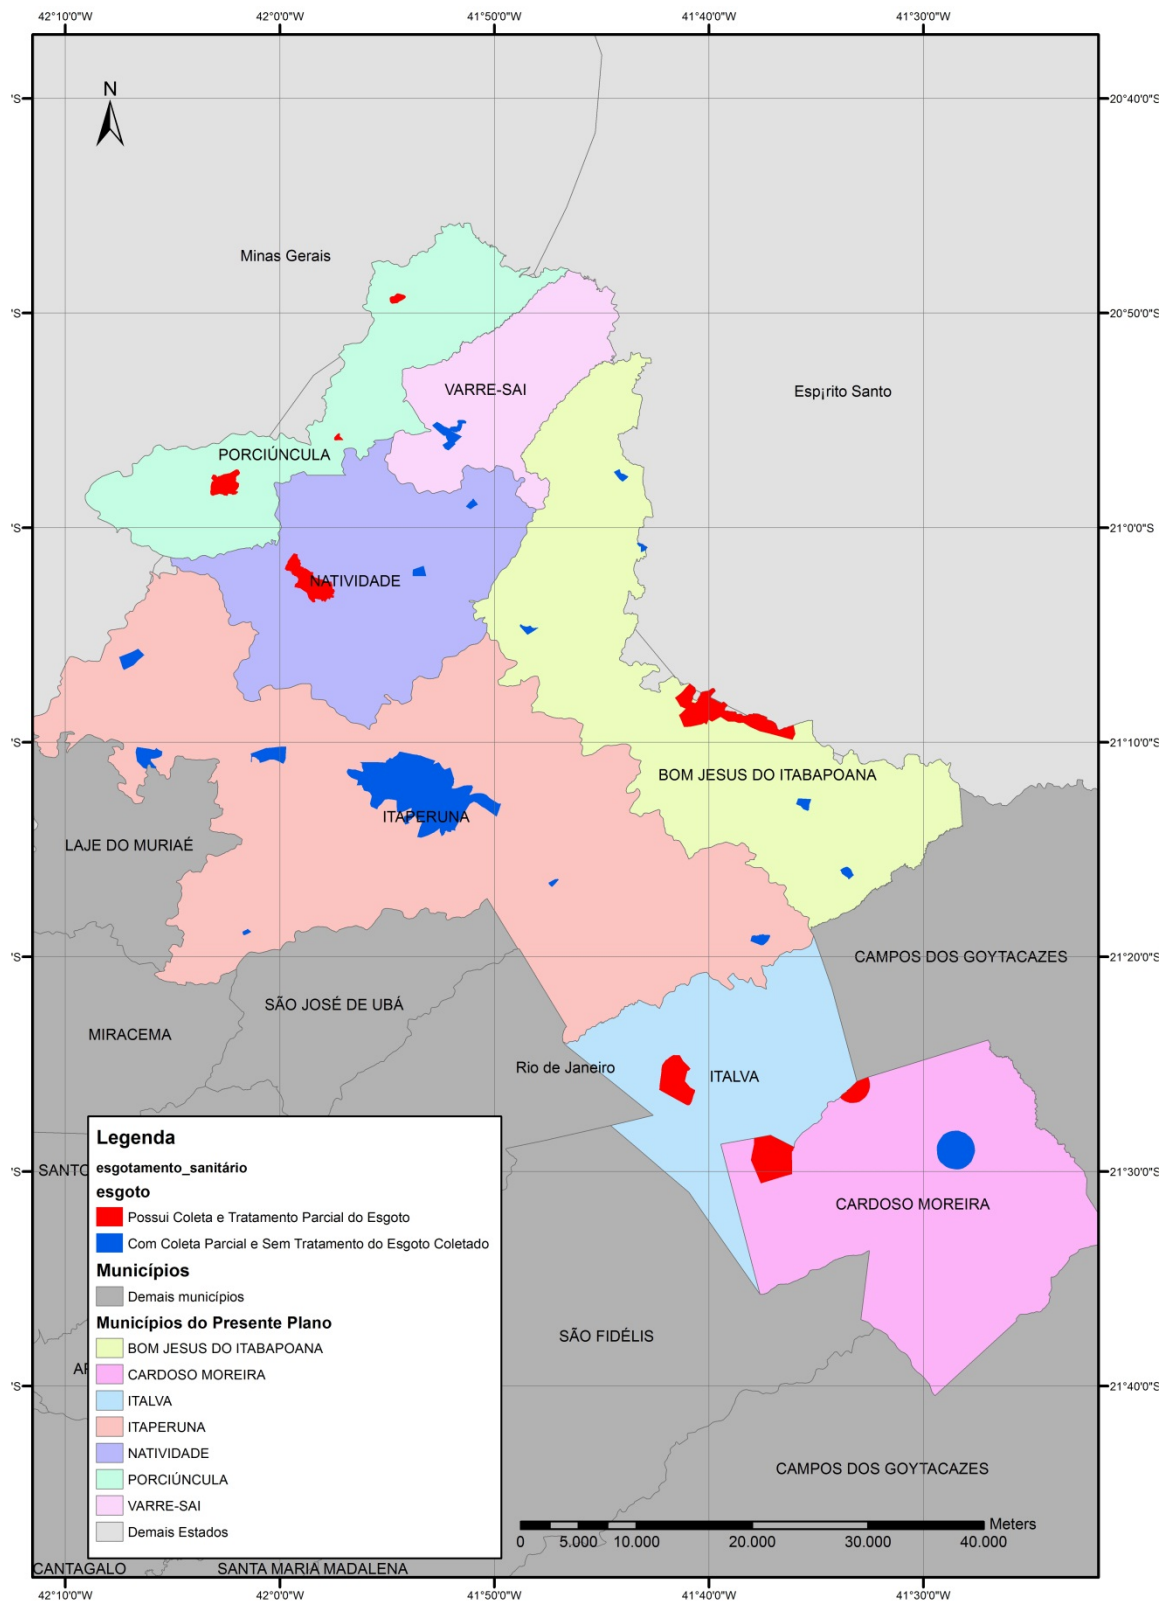 42°10'0"W 42°0'0"W 41°50'0"W 41°40'0"W 41°30'0"W
N
'S 20°40'0"S
Minas Gerais
'S 20°50'0"S
VARRE-SAI
Esp¡rito Santo
PORCIÚNCULA
'S 21°0'0"S
NATIVIDADE
'S 21°10'0"S
BOM JESUS DO ITABAPOANA
ITAPERUNA
LAJE DO MURIAÉ
'S 21°20'0"S
CAMPOS DOS GOYTACAZES
SÃO JOSÉ DE UBÁ
MIRACEMA
Rio de Janeiro
ITALVA
'S 21°30'0"S
SANTO
CARDOSO MOREIRA
SÃO FIDÉLIS
'S 21°40'0"S
CAMPOS DOS GOYTACAZES
Legenda
esgotamento_sanitário
esgoto
Possui Coleta e Tratamento Parcial do Esgoto
Com Coleta Parcial e Sem Tratamento do Esgoto Coletado
Municípios
Demais municípios
Municípios do Presente Plano
BOM JESUS DO ITABAPOANA
CARDOSO MOREIRA
ITALVA
ITAPERUNA
NATIVIDADE
PORCIÚNCULA
VARRE-SAI
Demais Estados
Meters
0 5.000 10.000 20.000 30.000 40.000
CANTAGALO SANTA MARIA MADALENA
42°10'0"W 42°0'0"W 41°50'0"W 41°40'0"W 41°30'0"W